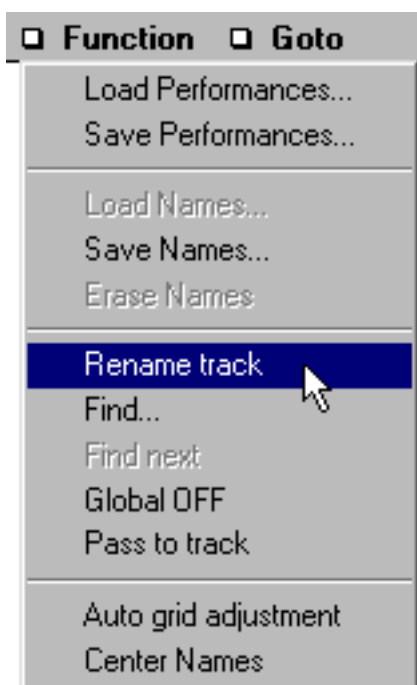 Function Goto
Load Performances...
Save Performances...
Load Names...
Save Names...
Erase Names
Rename track
Find...
Find next
Global OFF
Pass to track
Auto grid adjustment
Center Names